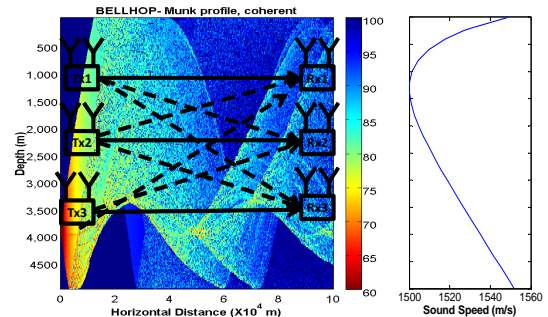 BELLHOP- Munk profile, coherent
Depth (m)
500
1,000
1,500
2,000
2,500
3,000
3,500
4,000
4500
Tx1
Tx2
Tx3
Rx1
Rx2
Rx3
0 2 4 6 8 10
Horizontal Distance (X10⁴ m)
100
95
90
85
80
75
70
65
60
1500 1520 1540 1560
Sound Speed (m/s)